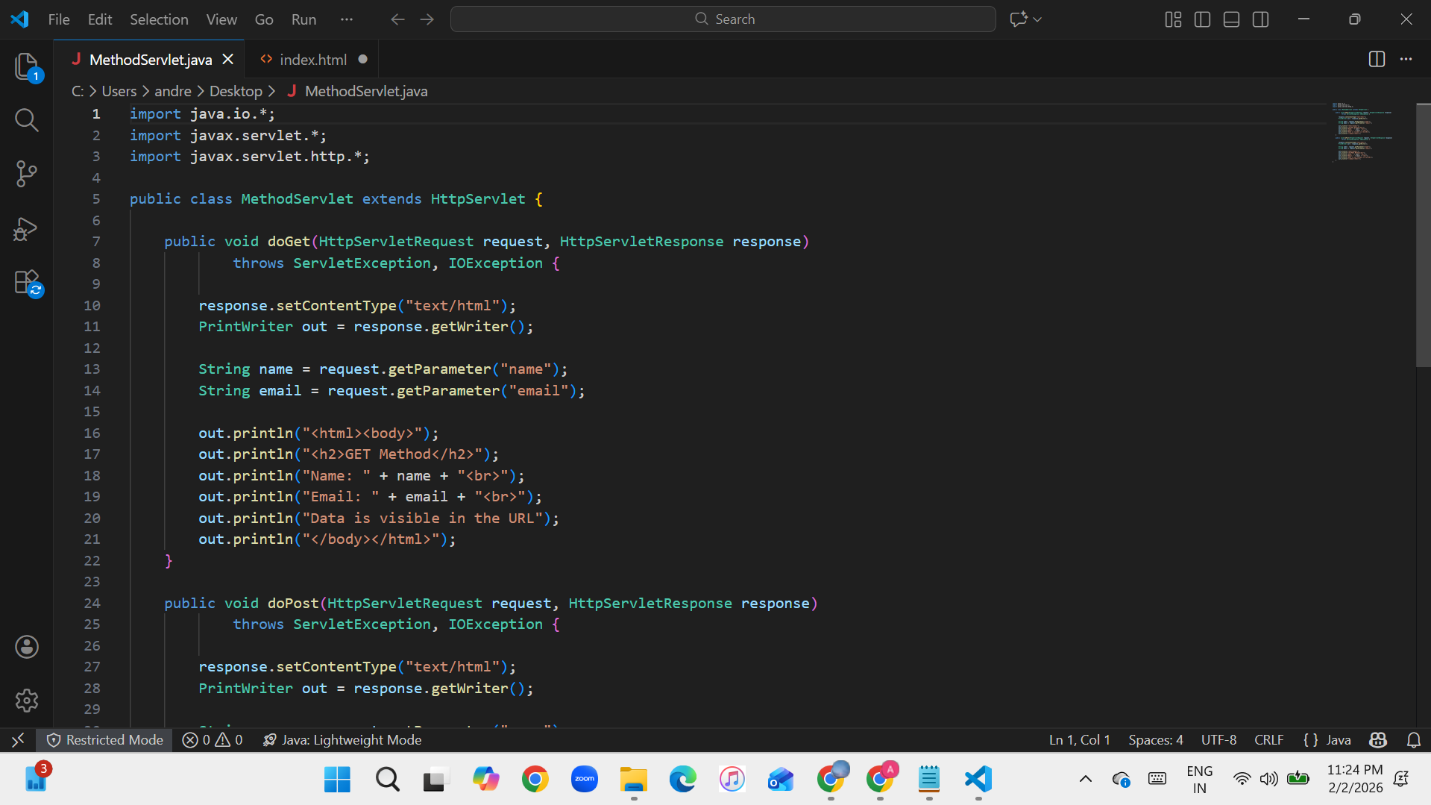 File Edit Selection View Go Run ···
Search
MethodServlet.java
index.html
1
C: > Users > andre > Desktop > J MethodServlet.java
1 import java.io.*;
2 import javax.servlet.*;
3 import javax.servlet.http.*;
4
5 public class MethodServlet extends HttpServlet {
6
7 public void doGet(HttpServletRequest request, HttpServletResponse response)
8 throws ServletException, IOException {
9
10 response.setContentType("text/html");
11 PrintWriter out = response.getWriter();
12
13 String name = request.getParameter("name");
14 String email = request.getParameter("email");
15
16 out.println("<html><body>");
17 out.println("<h2>GET Method</h2>");
18 out.println("Name: " + name + "<br>");
19 out.println("Email: " + email + "<br>");
20 out.println("Data is visible in the URL");
21 out.println("</body></html>");
22 }
23
24 public void doPost(HttpServletRequest request, HttpServletResponse response)
25 throws ServletException, IOException {
26
27 response.setContentType("text/html");
28 PrintWriter out = response.getWriter();
29
Restricted Mode 0 0 Java: Lightweight Mode Ln 1, Col 1 Spaces: 4 UTF-8 CRLF {} Java
3
zoom
A
ENG
IN
11:24 PM
2/2/2026